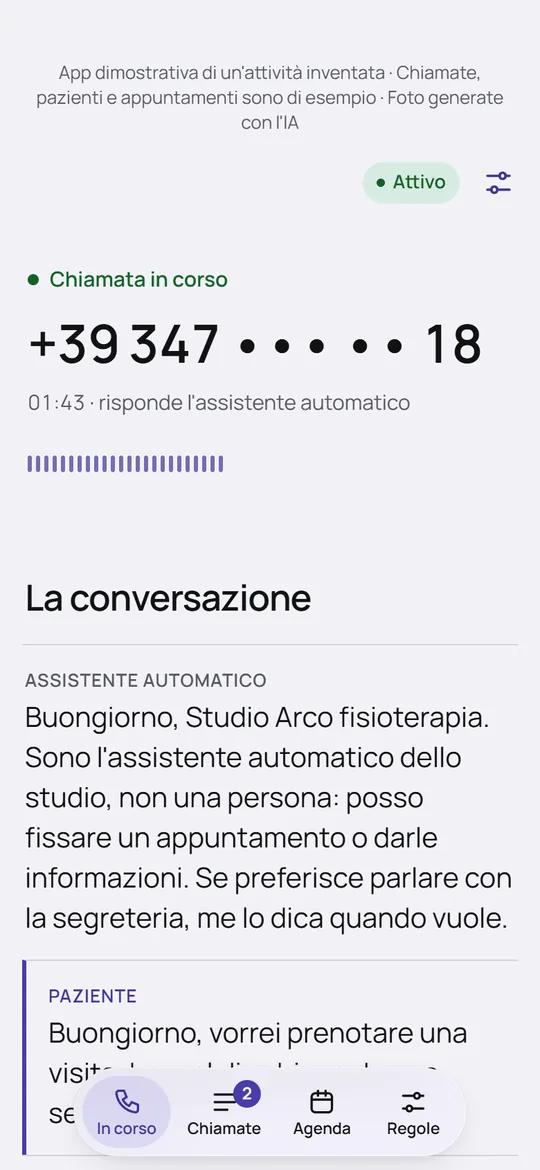 App dimostrativa di un'attività inventata · Chiamate,
pazienti e appuntamenti sono di esempio · Foto generate
con l'IA
Attivo
Chiamata in corso
+39 347 ••• •• 18
01:43 · risponde l'assistente automatico
La conversazione
ASSISTENTE AUTOMATICO
Buongiorno, Studio Arco fisioterapia.
Sono l'assistente automatico dello
studio, non una persona: posso
fissare un appuntamento o darle
informazioni. Se preferisce parlare con
la segreteria, me lo dica quando vuole.
PAZIENTE
Buongiorno, vorrei prenotare una
2
In corso
Chiamate
Agenda
Regole